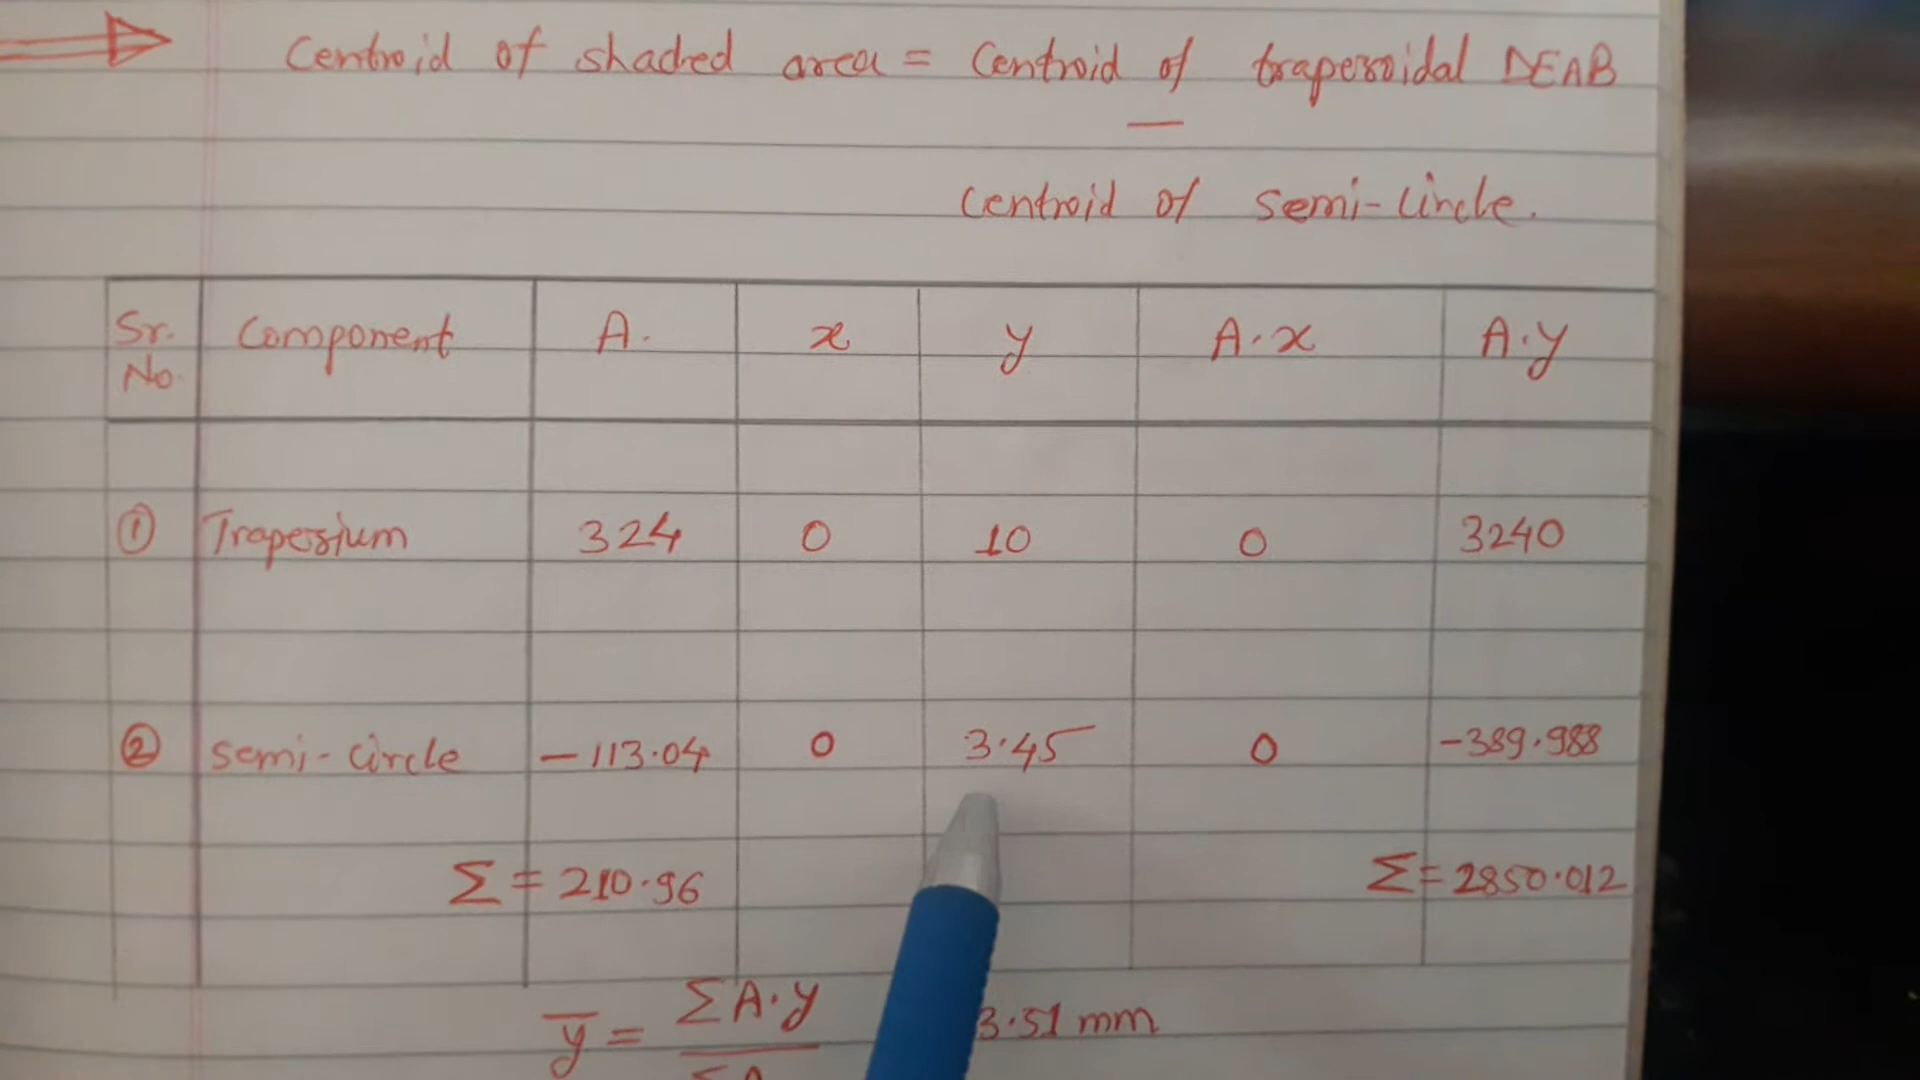 Centroid of shaded area = Centroid of trapezoidal DEAB
—
Centroid of semi-circle.
Sr. No. Component A. x y A.x A.y
① Trapezium 324 0 10 0 3240
② semi-circle -113.04 0 3.45 0 -389.988
Σ = 210.96 Σ = 2850.012
ȳ = ΣA.y 3.51 mm
ΣA